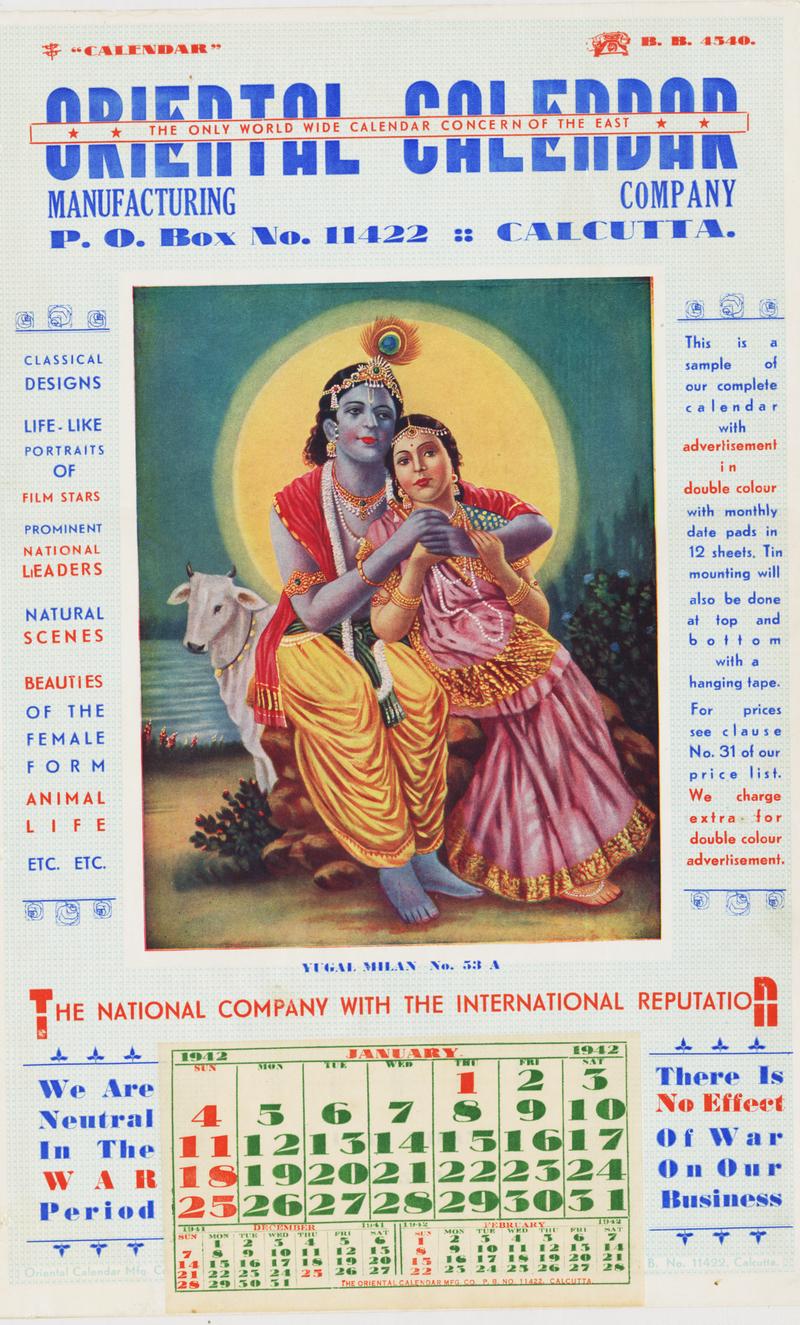 "CALENDAR"
B. B. 4540.
ORIENTAL CALENDAR
THE ONLY WORLD WIDE CALENDAR CONCERN OF THE EAST
MANUFACTURING COMPANY
P. O. Box No. 11422 :: CALCUTTA.
CLASSICAL
DESIGNS
LIFE-LIKE
PORTRAITS
OF
FILM STARS
PROMINENT
NATIONAL
LEADERS
NATURAL
SCENES
BEAUTIES
OF THE
FEMALE
FORM
ANIMAL
LIFE
ETC. ETC.
This is a
sample of
our complete
calendar
with
advertisement
in
double colour
with monthly
date pads in
12 sheets. Tin
mounting will
also be done
at top and
bottom
with a
hanging tape.
For prices
see clause
No. 31 of our
price list.
We charge
extra for
double colour
advertisement.
YUGAL MILAN No. 53 A
THE NATIONAL COMPANY WITH THE INTERNATIONAL REPUTATION
We Are
Neutral
In The
WAR
Period
1942 JANUARY 1942
SUN MON TUE WED THU FRI SAT
1 2 3
4 5 6 7 8 9 10
11 12 13 14 15 16 17
18 19 20 21 22 23 24
25 26 27 28 29 30 31
1941 DECEMBER 1941
SUN MON TUE WED THU FRI SAT
1 2 3 4 5 6
7 8 9 10 11 12 13
14 15 16 17 18 19 20
21 22 23 24 25 26 27
28 29 30 31
1942 FEBRUARY 1942
SUN MON TUE WED THU FRI SAT
1 2 3 4 5 6 7
8 9 10 11 12 13 14
15 16 17 18 19 20 21
22 23 24 25 26 27 28
THE ORIENTAL CALENDAR MFG. CO. P. B. NO. 11422, CALCUTTA.
There Is
No Effect
Of War
On Our
Business
Oriental Calendar Mfg. C
B. No. 11422, Calcutta.